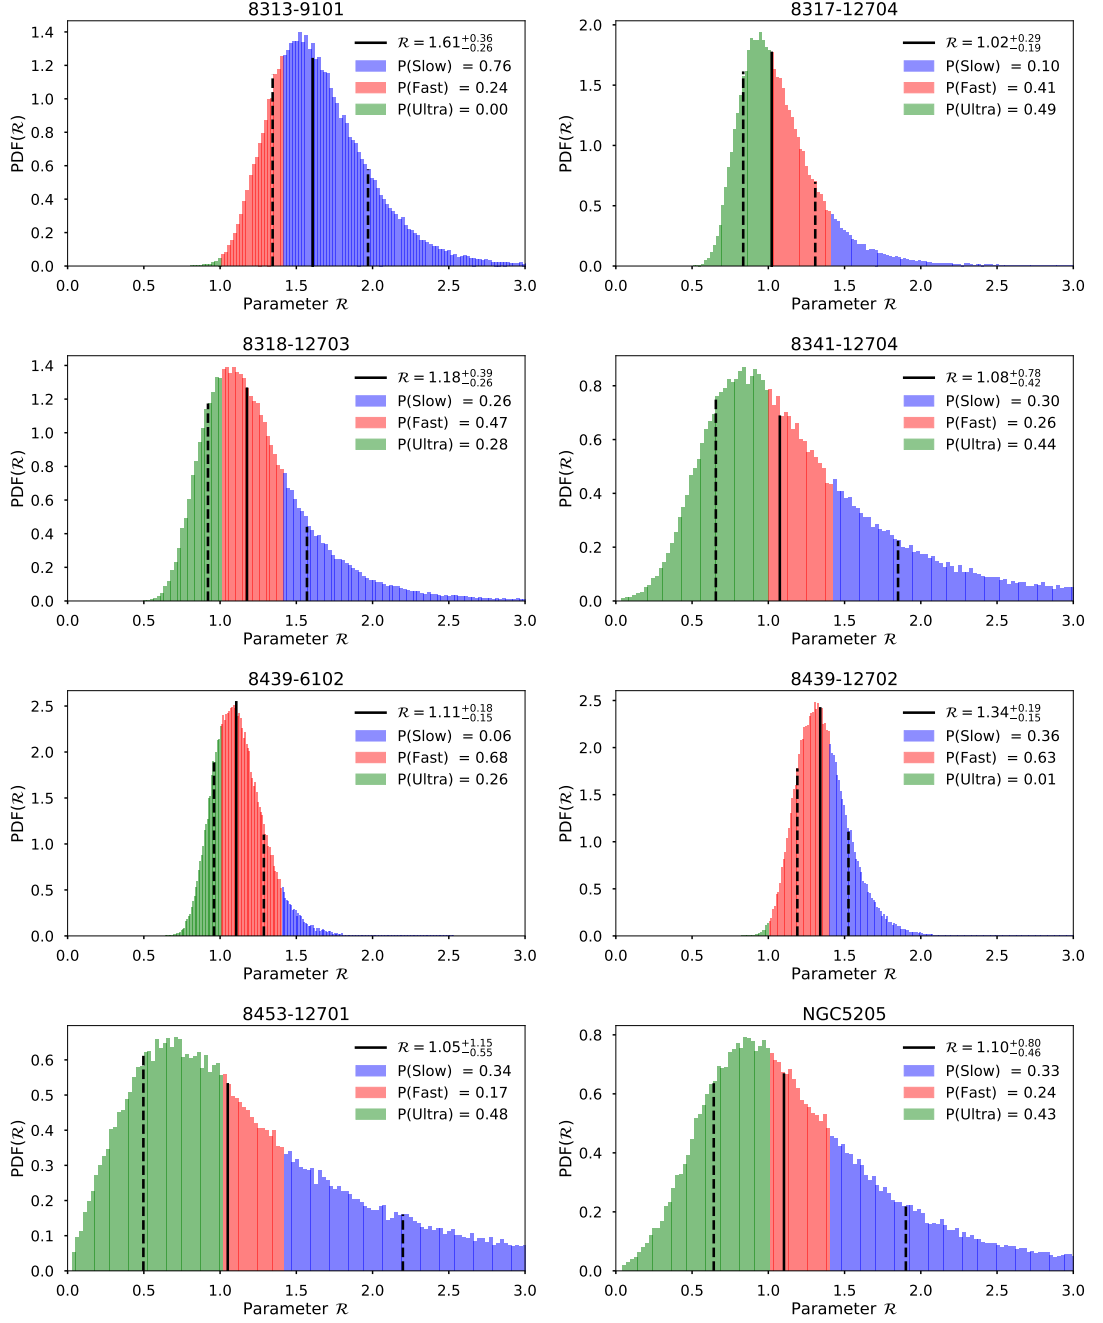 8313-9101
PDF(ℛ)
1.4
1.2
1.0
0.8
0.6
0.4
0.2
0.0
ℛ = 1.61 +0.36 −0.26
P(Slow) = 0.76
P(Fast) = 0.24
P(Ultra) = 0.00
0.0 0.5 1.0 1.5 2.0 2.5 3.0
Parameter ℛ
8317-12704
PDF(ℛ)
2.0
1.5
1.0
0.5
0.0
ℛ = 1.02 +0.29 −0.19
P(Slow) = 0.10
P(Fast) = 0.41
P(Ultra) = 0.49
0.0 0.5 1.0 1.5 2.0 2.5 3.0
Parameter ℛ
8318-12703
PDF(ℛ)
1.4
1.2
1.0
0.8
0.6
0.4
0.2
0.0
ℛ = 1.18 +0.39 −0.26
P(Slow) = 0.26
P(Fast) = 0.47
P(Ultra) = 0.28
0.0 0.5 1.0 1.5 2.0 2.5 3.0
Parameter ℛ
8341-12704
PDF(ℛ)
0.8
0.6
0.4
0.2
0.0
ℛ = 1.08 +0.78 −0.42
P(Slow) = 0.30
P(Fast) = 0.26
P(Ultra) = 0.44
0.0 0.5 1.0 1.5 2.0 2.5 3.0
Parameter ℛ
8439-6102
PDF(ℛ)
2.5
2.0
1.5
1.0
0.5
0.0
ℛ = 1.11 +0.18 −0.15
P(Slow) = 0.06
P(Fast) = 0.68
P(Ultra) = 0.26
0.0 0.5 1.0 1.5 2.0 2.5 3.0
Parameter ℛ
8439-12702
PDF(ℛ)
2.5
2.0
1.5
1.0
0.5
0.0
ℛ = 1.34 +0.19 −0.15
P(Slow) = 0.36
P(Fast) = 0.63
P(Ultra) = 0.01
0.0 0.5 1.0 1.5 2.0 2.5 3.0
Parameter ℛ
8453-12701
PDF(ℛ)
0.6
0.5
0.4
0.3
0.2
0.1
0.0
ℛ = 1.05 +1.15 −0.55
P(Slow) = 0.34
P(Fast) = 0.17
P(Ultra) = 0.48
0.0 0.5 1.0 1.5 2.0 2.5 3.0
Parameter ℛ
NGC5205
PDF(ℛ)
0.8
0.6
0.4
0.2
0.0
ℛ = 1.10 +0.80 −0.46
P(Slow) = 0.33
P(Fast) = 0.24
P(Ultra) = 0.43
0.0 0.5 1.0 1.5 2.0 2.5 3.0
Parameter ℛ